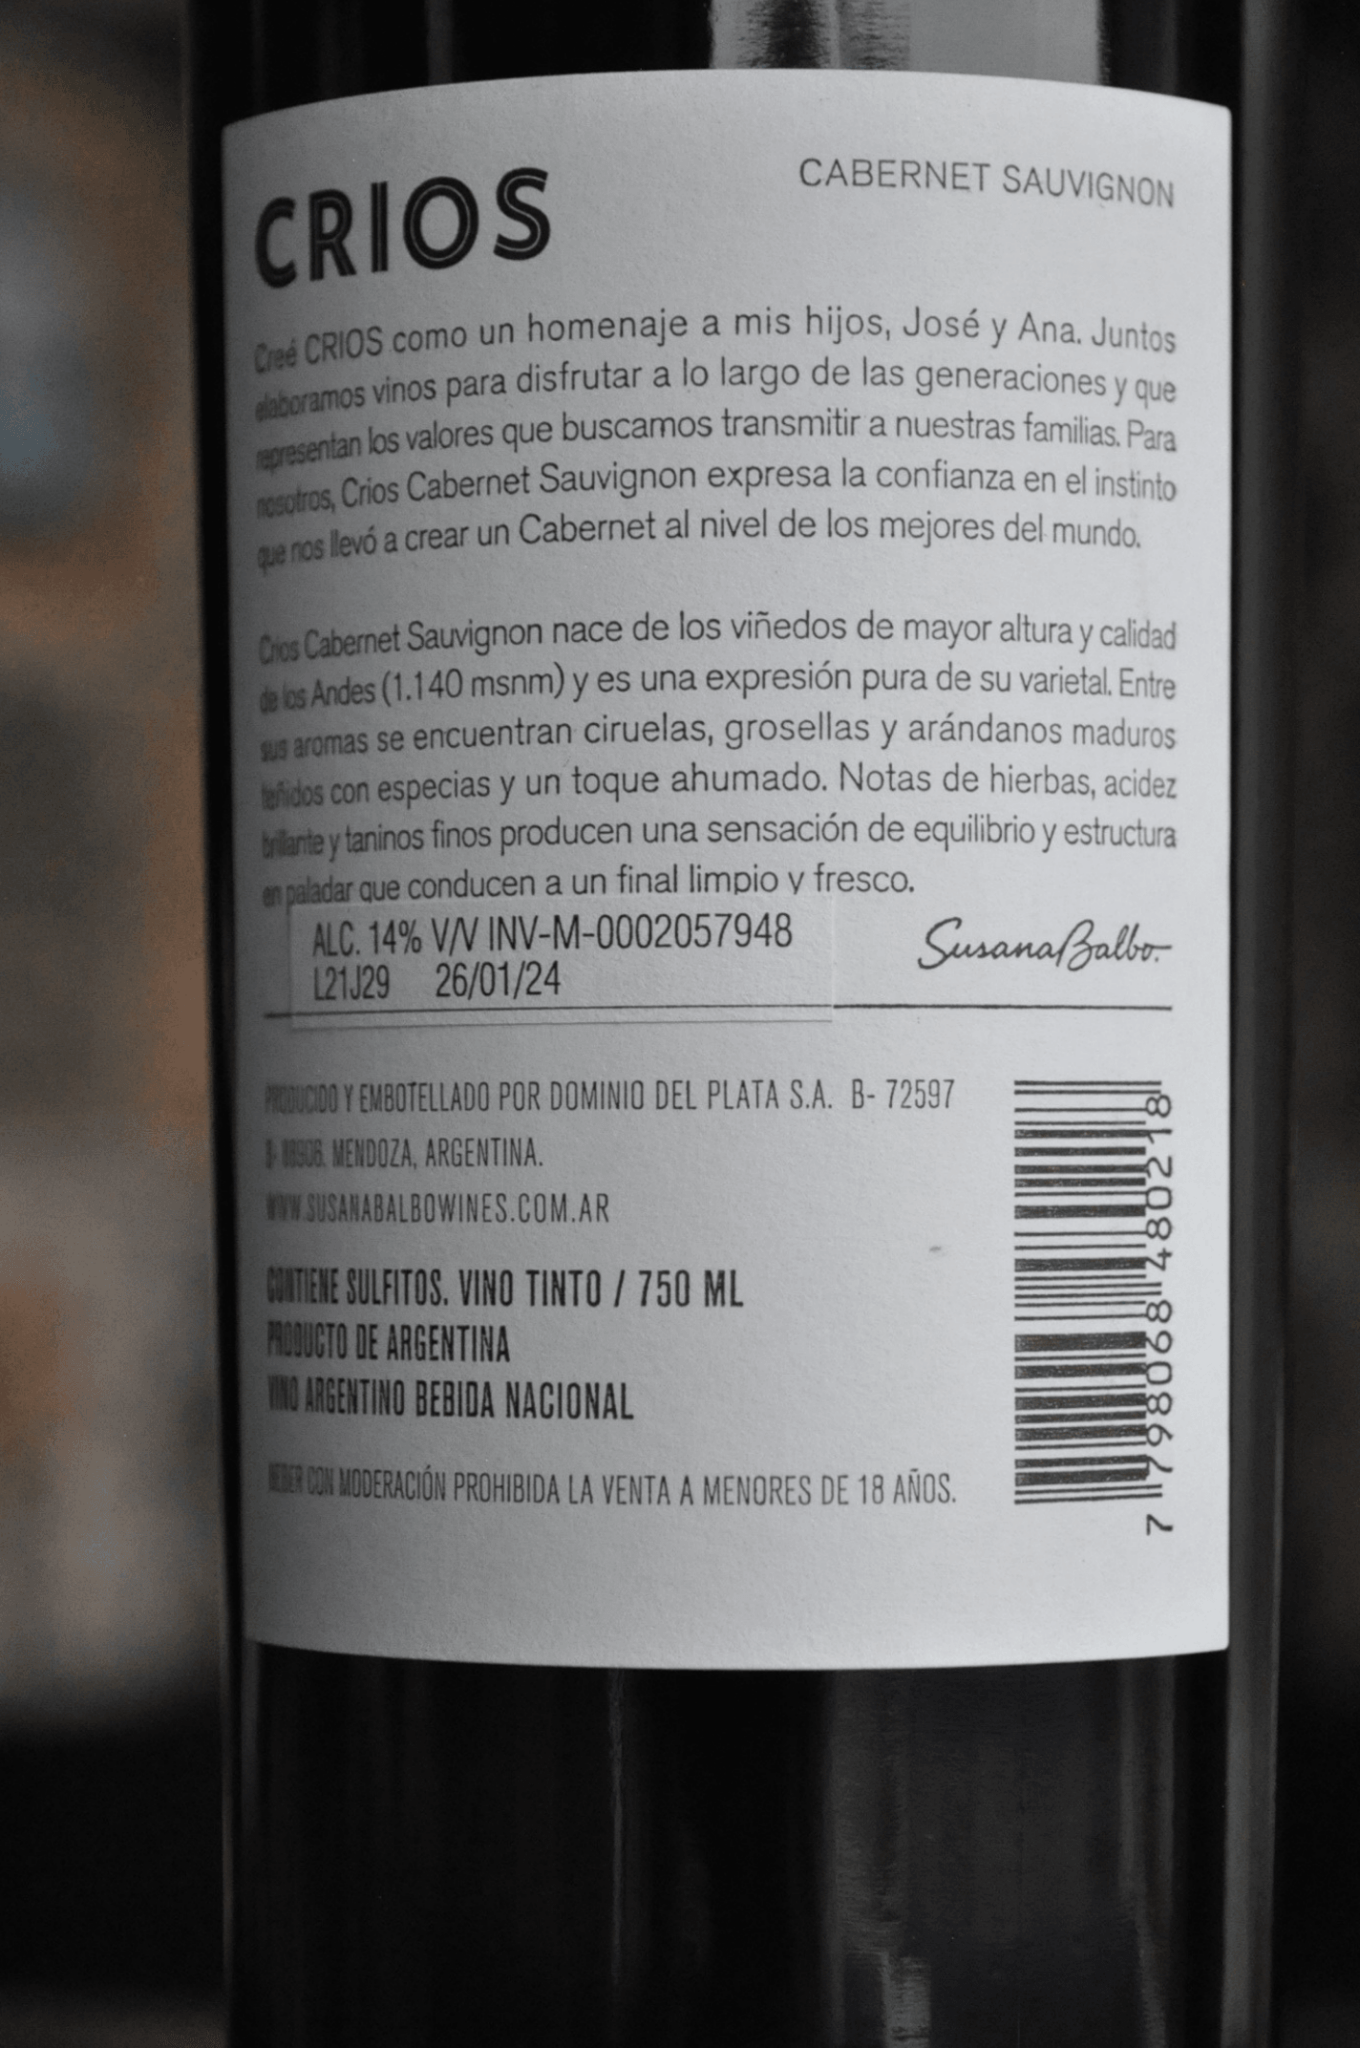 CRIOS
CABERNET SAUVIGNON
Creé CRIOS como un homenaje a mis hijos, José y Ana. Juntos
elaboramos vinos para disfrutar a lo largo de las generaciones y que
representan los valores que buscamos transmitir a nuestras familias. Para
nosotros, Crios Cabernet Sauvignon expresa la confianza en el instinto
que nos llevó a crear un Cabernet al nivel de los mejores del mundo.
Crios Cabernet Sauvignon nace de los viñedos de mayor altura y calidad
de los Andes (1.140 msnm) y es una expresión pura de su varietal. Entre
sus aromas se encuentran ciruelas, grosellas y arándanos maduros
teñidos con especias y un toque ahumado. Notas de hierbas, acidez
brillante y taninos finos producen una sensación de equilibrio y estructura
en paladar que conducen a un final limpio y fresco.
ALC. 14% V/V INV-M-0002057948
L21J29 26/01/24
Susana Balbo.
PRODUCIDO Y EMBOTELLADO POR DOMINIO DEL PLATA S.A. B- 72597
MENDOZA, ARGENTINA.
WWW.SUSANABALBOWINES.COM.AR
CONTIENE SULFITOS. VINO TINTO / 750 ML
PRODUCTO DE ARGENTINA
VINO ARGENTINO BEBIDA NACIONAL
BEBER CON MODERACIÓN PROHIBIDA LA VENTA A MENORES DE 18 AÑOS.
7 798068 480218